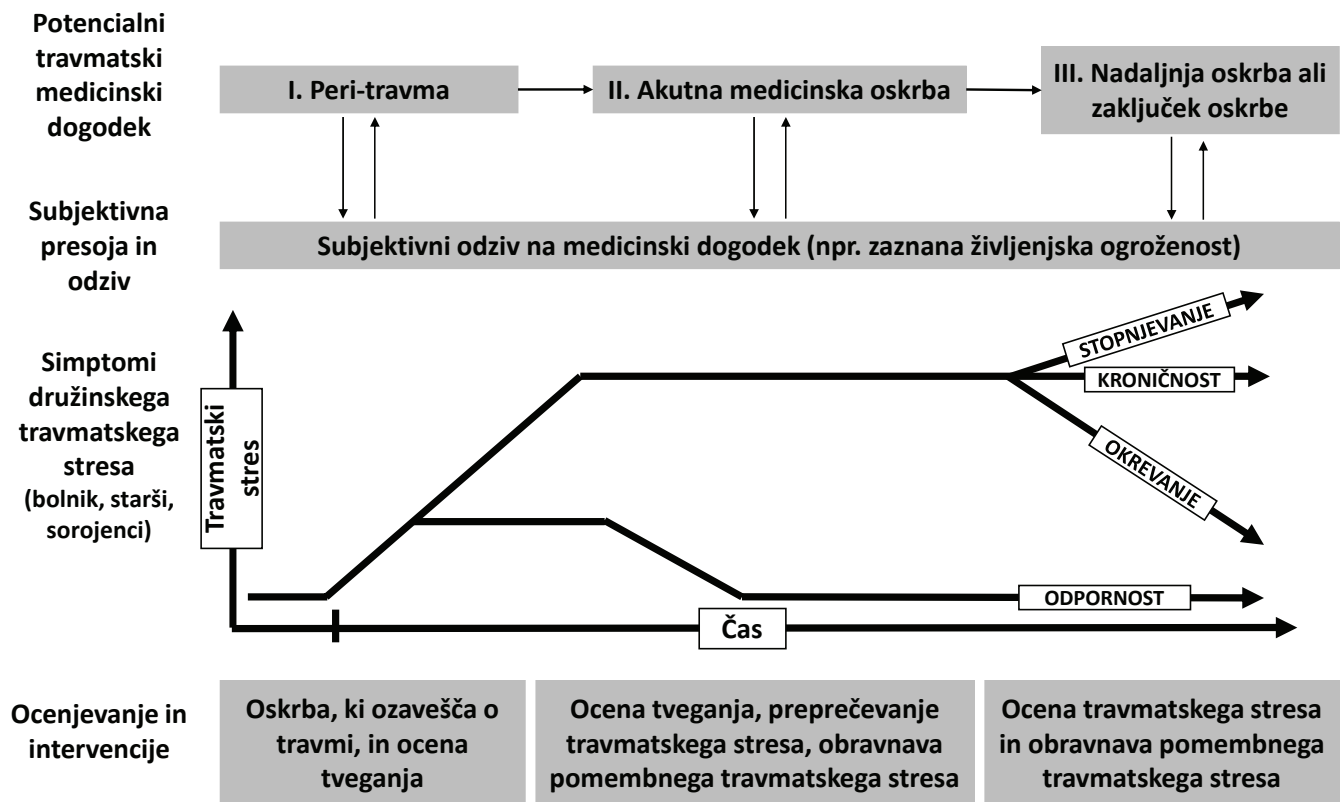 Potencialni
travmatski
medicinski
dogodek
I. Peri-travma
II. Akutna medicinska oskrba
III. Nadaljnja oskrba ali
zaključek oskrbe
Subjektivna
presoja in
odziv
Subjektivni odziv na medicinski dogodek (npr. zaznana življenjska ogroženost)
Simptomi
družinskega
travmatskega
stresa
(bolnik, starši,
sorojenci)
Travmatski
stres
STOPNJEVANJE
KRONIČNOST
OKREVANJE
ODPORNOST
Čas
Ocenjevanje in
intervencije
Oskrba, ki ozavešča o
travmi, in ocena
tveganja
Ocena tveganja, preprečevanje
travmatskega stresa, obravnava
pomembnega travmatskega stresa
Ocena travmatskega stresa
in obravnava pomembnega
travmatskega stresa